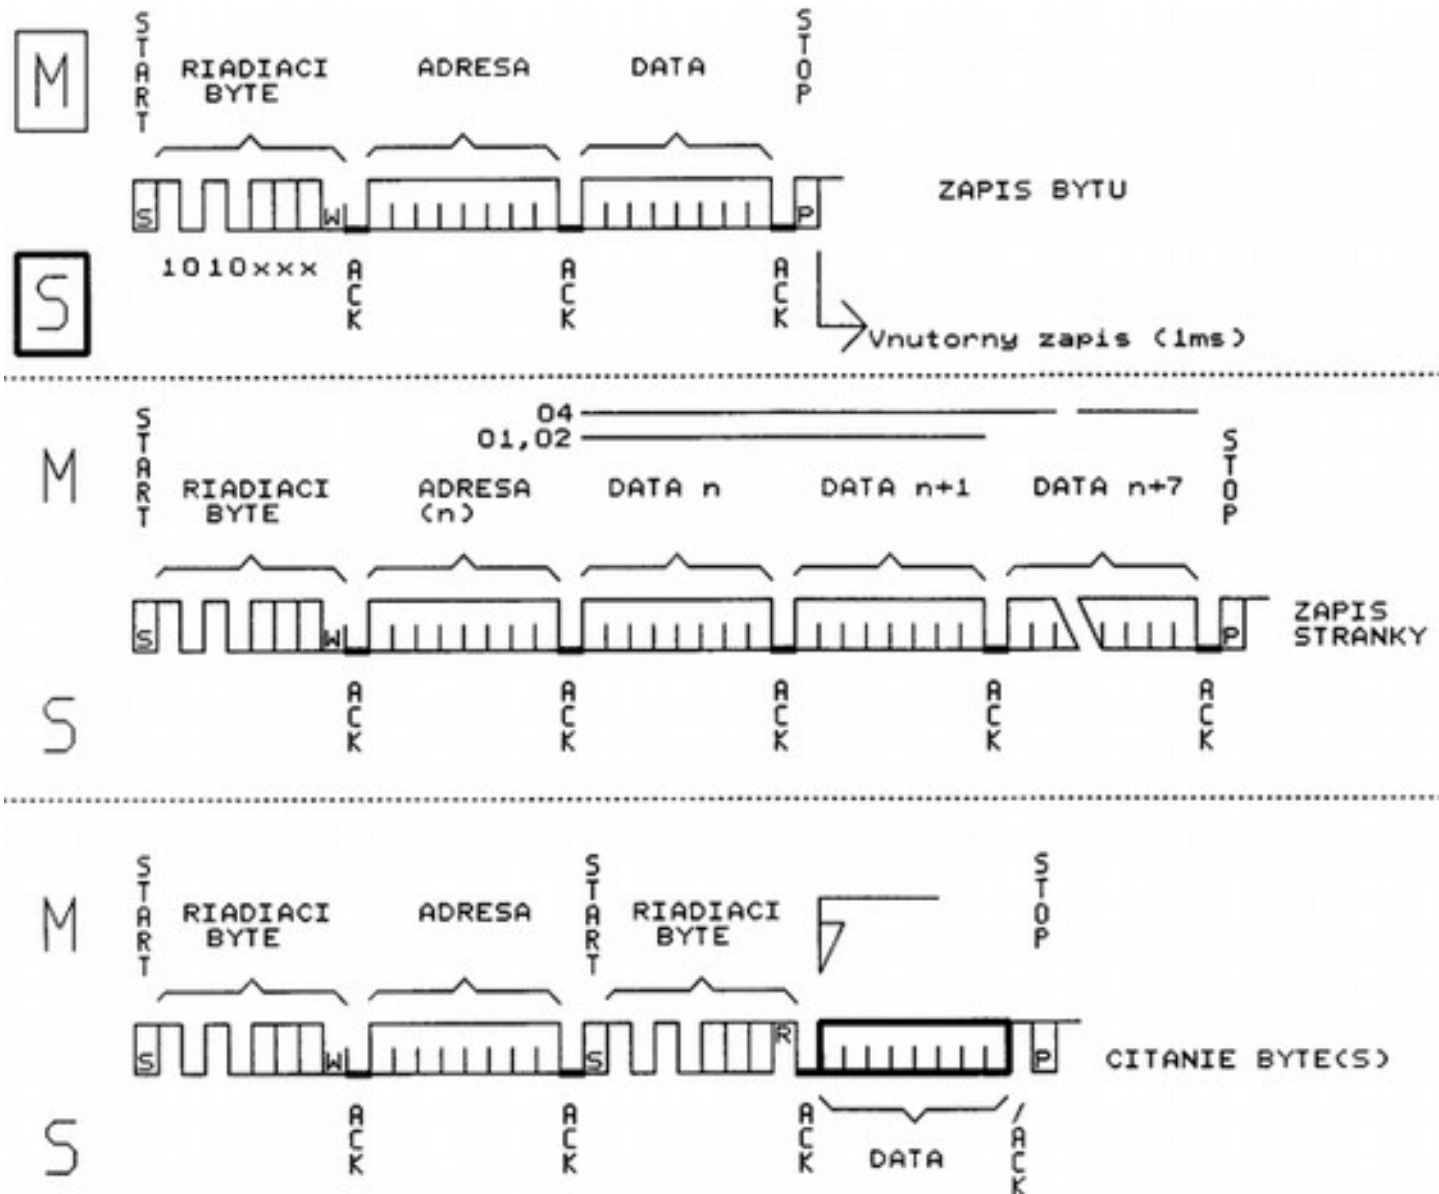 M
START
RIADIACI
BYTE
ADRESA
DATA
STOP
S
W
P
ZAPIS BYTU
S
1010xxx
ACK
ACK
ACK
Vnutorny zapis (1ms)
M
START
04
01,02
STOP
RIADIACI
BYTE
ADRESA
(n)
DATA n
DATA n+1
DATA n+7
S
W
P
ZAPIS
STRANKY
S
ACK
ACK
ACK
ACK
ACK
M
START
RIADIACI
BYTE
ADRESA
START
RIADIACI
BYTE
STOP
S
W
S
R
P
CITANIE BYTE(S)
S
ACK
ACK
ACK
DATA
/ACK